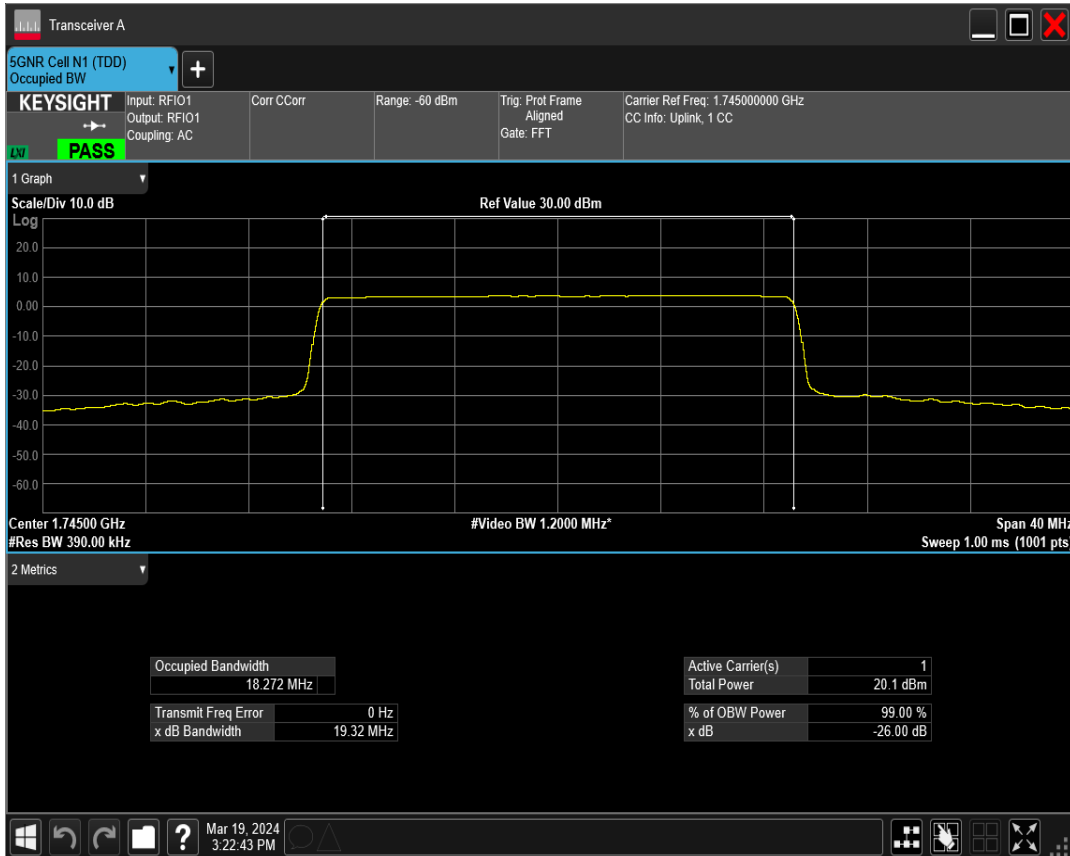 Transceiver A
5GNR Cell N1 (TDD)
Occupied BW
+
KEYSIGHT
LXI
PASS
Input: RFIO1
Output: RFIO1
Coupling: AC
Corr CCorr
Range: -60 dBm
Trig: Prot Frame
Aligned
Gate: FFT
Carrier Ref Freq: 1.745000000 GHz
CC Info: Uplink, 1 CC
1 Graph
Scale/Div 10.0 dB
Ref Value 30.00 dBm
Log
20.0
10.0
0.00
-10.0
-20.0
-30.0
-40.0
-50.0
-60.0
Center 1.74500 GHz
#Video BW 1.2000 MHz*
Span 40 MHz
#Res BW 390.00 kHz
Sweep 1.00 ms (1001 pts)
2 Metrics
Occupied Bandwidth
18.272 MHz
Transmit Freq Error 0 Hz
x dB Bandwidth 19.32 MHz
Active Carrier(s) 1
Total Power 20.1 dBm
% of OBW Power 99.00 %
x dB -26.00 dB
?
Mar 19, 2024
3:22:43 PM